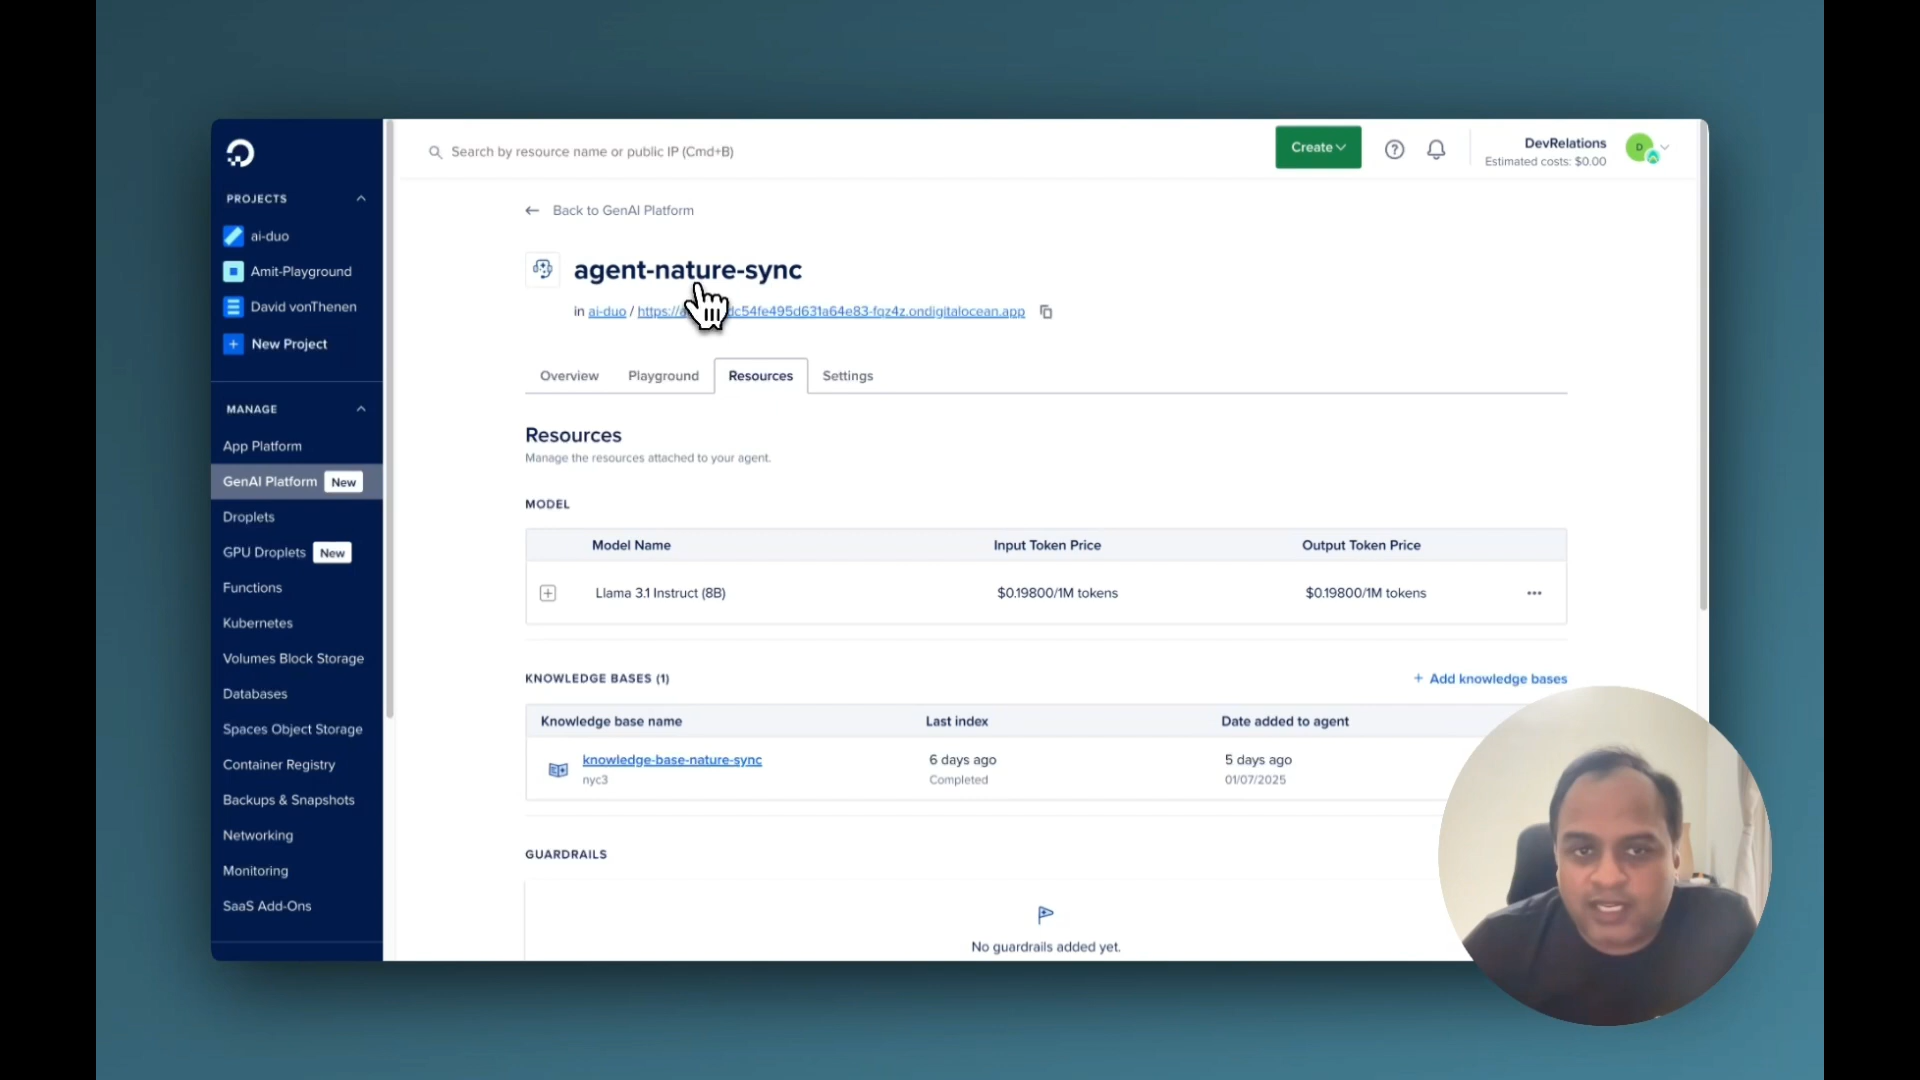 Search by resource name or public IP (Cmd+B)
Create
DevRelations
Estimated costs: $0.00
D
PROJECTS
ai-duo
Amit-Playground
David vonThenen
+ New Project
MANAGE
App Platform
GenAI Platform New
Droplets
GPU Droplets New
Functions
Kubernetes
Volumes Block Storage
Databases
Spaces Object Storage
Container Registry
Backups & Snapshots
Networking
Monitoring
SaaS Add-Ons
← Back to GenAI Platform
agent-nature-sync
in ai-duo / https://dc54fe495d631a64e83-fqz4z.ondigitalocean.app
Overview Playground Resources Settings
Resources
Manage the resources attached to your agent.
MODEL
Model Name Input Token Price Output Token Price
Llama 3.1 Instruct (8B) $0.19800/1M tokens $0.19800/1M tokens
KNOWLEDGE BASES (1) + Add knowledge bases
Knowledge base name Last index Date added to agent
knowledge-base-nature-sync 6 days ago 5 days ago
nyc3 Completed 01/07/2025
GUARDRAILS
No guardrails added yet.